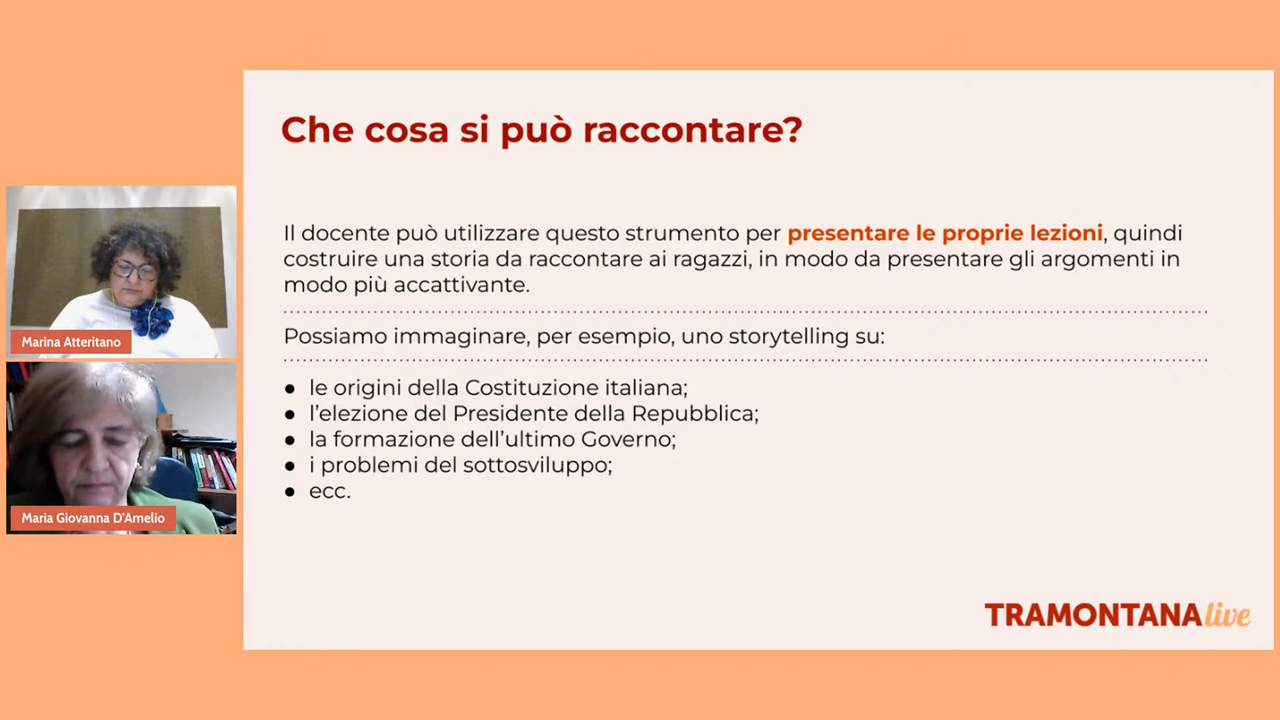 Che cosa si può raccontare?
Il docente può utilizzare questo strumento per presentare le proprie lezioni, quindi
costruire una storia da raccontare ai ragazzi, in modo da presentare gli argomenti in
modo più accattivante.
Possiamo immaginare, per esempio, uno storytelling su:
● le origini della Costituzione italiana;
● l’elezione del Presidente della Repubblica;
● la formazione dell’ultimo Governo;
● i problemi del sottosviluppo;
● ecc.
Marina Atteritano
Maria Giovanna D'Amelio
TRAMONTANA live